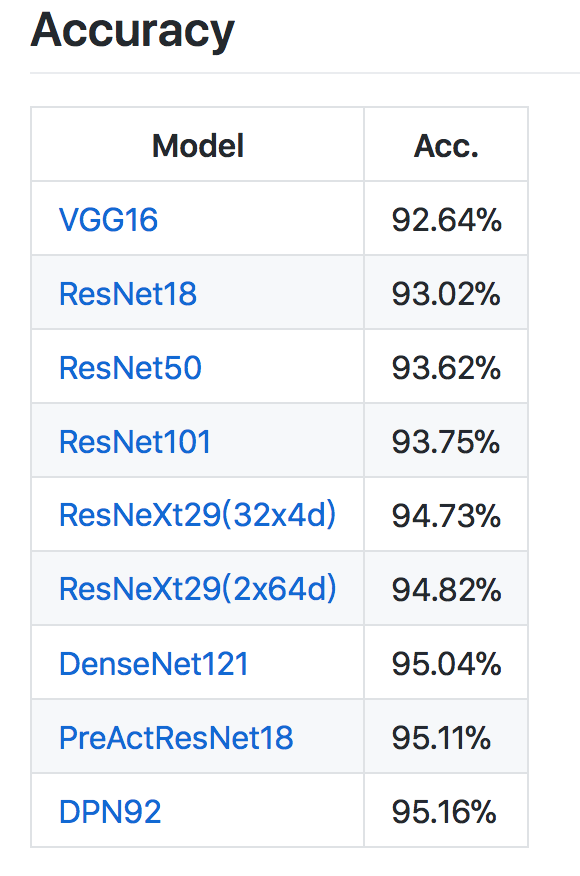 Accuracy
Model Acc.
VGG16 92.64%
ResNet18 93.02%
ResNet50 93.62%
ResNet101 93.75%
ResNeXt29(32x4d) 94.73%
ResNeXt29(2x64d) 94.82%
DenseNet121 95.04%
PreActResNet18 95.11%
DPN92 95.16%